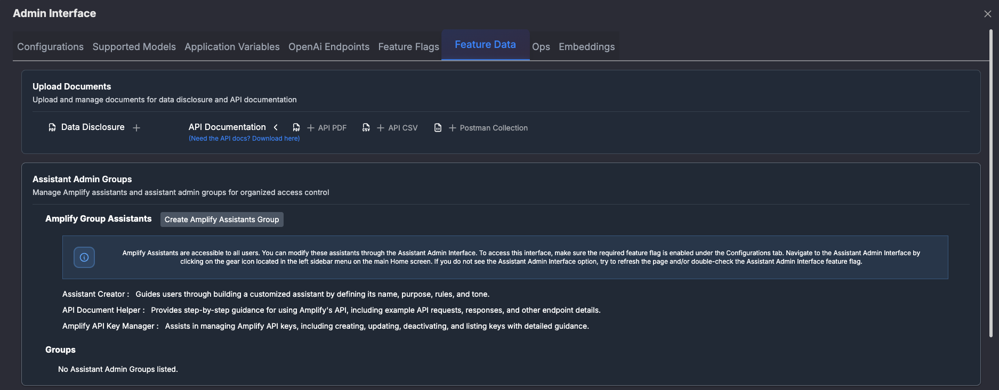 Admin Interface
Configurations Supported Models Application Variables OpenAi Endpoints Feature Flags Feature Data Ops Embeddings
Upload Documents
Upload and manage documents for data disclosure and API documentation
PDF Data Disclosure + API Documentation PDF + API PDF CSV + API CSV + Postman Collection
(Need the API docs? Download here)
Assistant Admin Groups
Manage Amplify assistants and assistant admin groups for organized access control
Amplify Group Assistants Create Amplify Assistants Group
Amplify Assistants are accessible to all users. You can modify these assistants through the Assistant Admin Interface. To access this interface, make sure the required feature flag is enabled under the Configurations tab. Navigate to the Assistant Admin Interface by
clicking on the gear icon located in the left sidebar menu on the main Home screen. If you do not see the Assistant Admin Interface option, try to refresh the page and/or double-check the Assistant Admin Interface feature flag.
Assistant Creator : Guides users through building a customized assistant by defining its name, purpose, rules, and tone.
API Document Helper : Provides step-by-step guidance for using Amplify's API, including example API requests, responses, and other endpoint details.
Amplify API Key Manager : Assists in managing Amplify API keys, including creating, updating, deactivating, and listing keys with detailed guidance.
Groups
No Assistant Admin Groups listed.